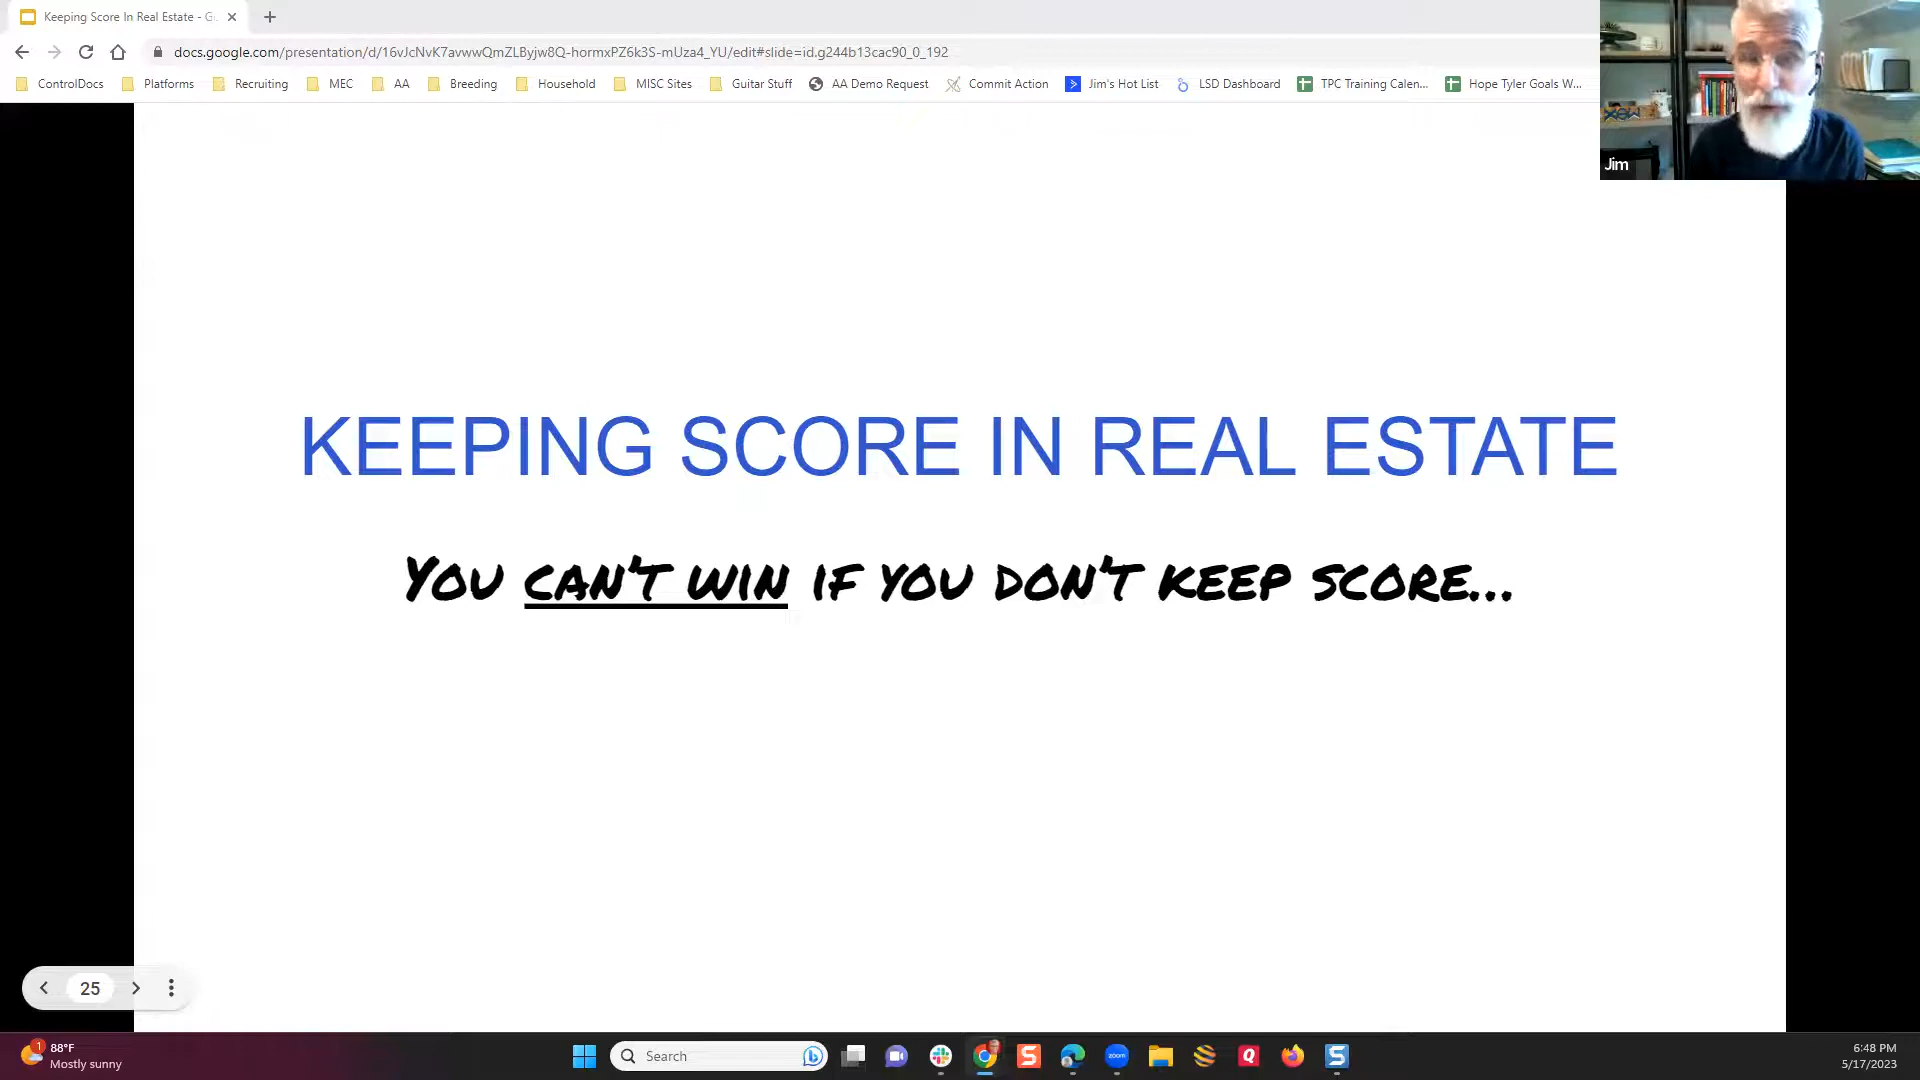 Keeping Score In Real Estate - G
docs.google.com/presentation/d/16vJcNvK7avwwQmZLByjw8Q-hormxPZ6k3S-mUza4_YU/edit#slide=id.g244b13cac90_0_192
ControlDocs Platforms Recruiting MEC AA Breeding Household MISC Sites Guitar Stuff AA Demo Request Commit Action Jim's Hot List LSD Dashboard TPC Training Calen... Hope Tyler Goals W...
Jim
KEEPING SCORE IN REAL ESTATE
YOU CAN'T WIN IF YOU DON'T KEEP SCORE...
25
1
88°F
Mostly sunny
Search
zoom
S
Q
S
6:48 PM
5/17/2023